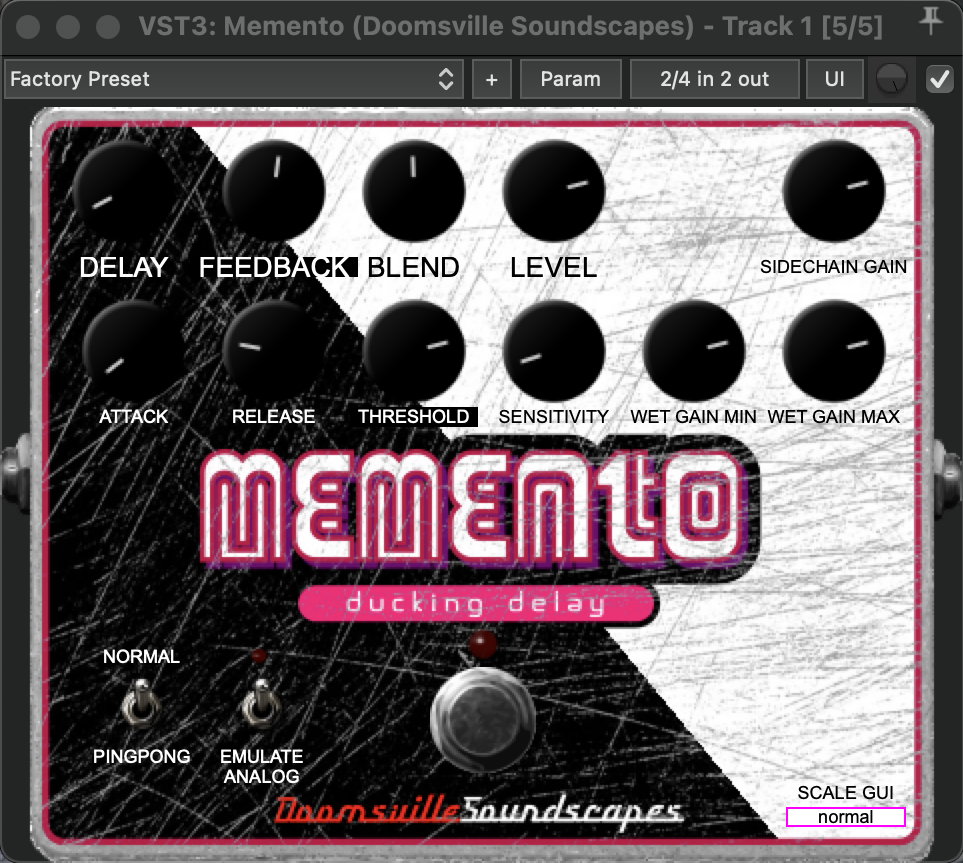 VST3: Memento (Doomsville Soundscapes) - Track 1 [5/5]
Factory Preset + Param 2/4 in 2 out UI
DELAY FEEDBACK BLEND LEVEL SIDECHAIN GAIN
ATTACK RELEASE THRESHOLD SENSITIVITY WET GAIN MIN WET GAIN MAX
MEMENTO
ducking delay
NORMAL
PINGPONG
EMULATE
ANALOG
DoomsvilleSoundscapes
SCALE GUI
normal